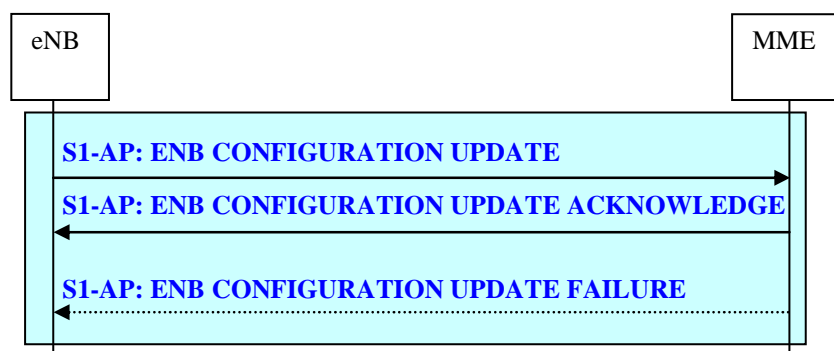 eNB
MME
S1-AP: ENB CONFIGURATION UPDATE
S1-AP: ENB CONFIGURATION UPDATE ACKNOWLEDGE
S1-AP: ENB CONFIGURATION UPDATE FAILURE